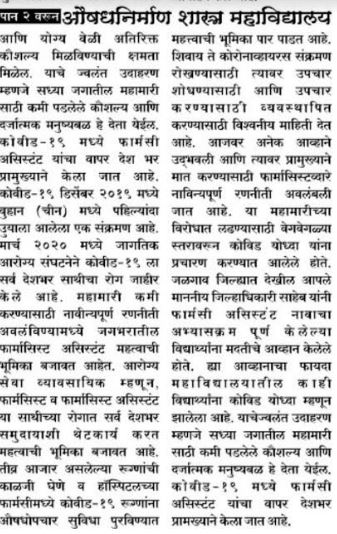 पान २ वरून
औषधनिर्माण शास्त्र महाविद्यालय
आणि योग्य वेळी अतिरिक्त
कौशल्य मिळविण्याची क्षमता
मिळेल. याचे ज्वलंत उदाहरण
म्हणजे सध्या जगातील महामारी
साठी कमी पडलेले कौशल्य आणि
दर्जात्मक मनुष्यबळ हे देता येईल.
कोवीड-१९ मध्ये फार्मसी
असिस्टंट यांचा वापर देश भर
प्रामुख्याने केला जात आहे.
कोवीड-१९ डिसेंबर २०१९ मध्ये
वुहान (चीन) मध्ये पहिल्यांदा
उुयाला आलेला एक संक्रमण आहे.
मार्च २०२० मध्ये जागतिक
आरोग्य संघटनेने कोवीड-१९ ला
सर्व देशभर साथीचा रोग जाहीर
केले आहे. महामारी कमी
करण्यासाठी नावीन्यपूर्ण रणनीती
अवलंविण्यामध्ये जगभरातील
फार्मासिस्ट असिस्टंट महत्वाची
भूमिका बजावत आहेत. आरोग्य
सेवा व्यावसायिक म्हणून,
फार्मसिस्ट व फार्मासिस्ट असिस्टंट
या साथीच्या रोगात सर्व देशभर
समुदायाशी थेटकार्य करत
महत्वाची भूमिका बजावत आहे.
तीव्र आजार असलेल्या रूग्णांची
काळजी घेणे व हॉस्पिटलच्या
फार्मसीमध्ये कोवीड-१९ रूग्णांना
औषधोपचार सुविधा पुरविण्यात
महत्त्वाची भूमिका पार पाडत आहे.
शिवाय ते कोरोनाव्हायरस संक्रमण
रोखण्यासाठी त्यावर उपचार
शोधण्यासाठी आणि उपचार
करण्यासाठी व्यवस्थापित
करण्यासाठी विश्वनीय माहिती देत
आहे. आजवर अनेक आव्हाने
उद्भवली आणि त्यावर प्रामुख्याने
मात करण्यासाठी फार्मासिस्टव्दारे
नाविन्यपूर्ण रणनीती अवलंबली
जात आहे. या महामारीच्या
विरोधात लढण्यासाठी वेगवेगळ्या
स्तरावरून कोविड योध्दा यांना
प्रचारण करण्यात आलेले होते.
जळगाव जिल्ह्यात देखील आपले
माननीय जिल्हाधिकारी साहेब यांनी
फार्मसी असिस्टंट नावाचा
अभ्यासक्रम पूर्ण केलेल्या
विद्यार्थ्यांना मदतीचे आव्हान केलेले
होते. ह्या आव्हानाचा फायदा
महाविद्यालयातील काही
विद्यार्थ्यांना कोविड योध्दा म्हणून
झालेला आहे. याचेज्वलंत उदाहरण
म्हणजे सध्या जगातील महामारी
साठी कमी पडलेले कौशल्य आणि
दर्जात्मक मनुष्यबळ हे देता येईल.
कोवीड-१९ मध्ये फार्मसी
असिस्टंट यांचा वापर देशभर
प्रामख्याने केला जात आहे.